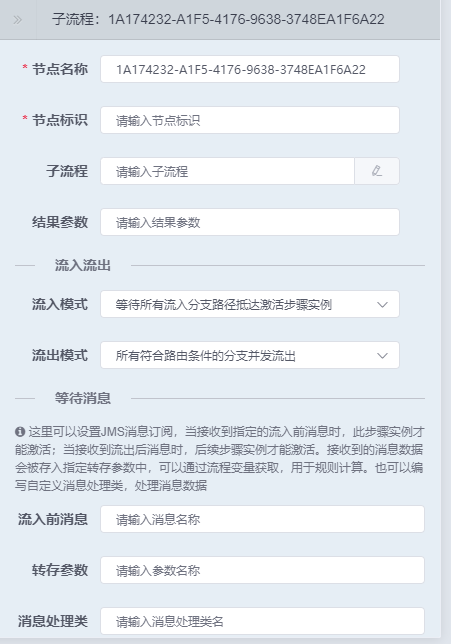 子流程：1A174232-A1F5-4176-9638-3748EA1F6A22
* 节点名称 1A174232-A1F5-4176-9638-3748EA1F6A22
* 节点标识 请输入节点标识
子流程 请输入子流程
结果参数 请输入结果参数
流入流出
流入模式 等待所有流入分支路径抵达激活步骤实例
流出模式 所有符合路由条件的分支并发流出
等待消息
这里可以设置JMS消息订阅，当接收到指定的流入前消息时，此步骤实例才
能激活；当接收到流出后消息时，后续步骤实例才能激活。接收到的消息数据
会被存入指定转存参数中，可以通过流程变量获取，用于规则计算。也可以编
写自定义消息处理类，处理消息数据
流入前消息 请输入消息名称
转存参数 请输入参数名称
消息处理类 请输入消息处理类名